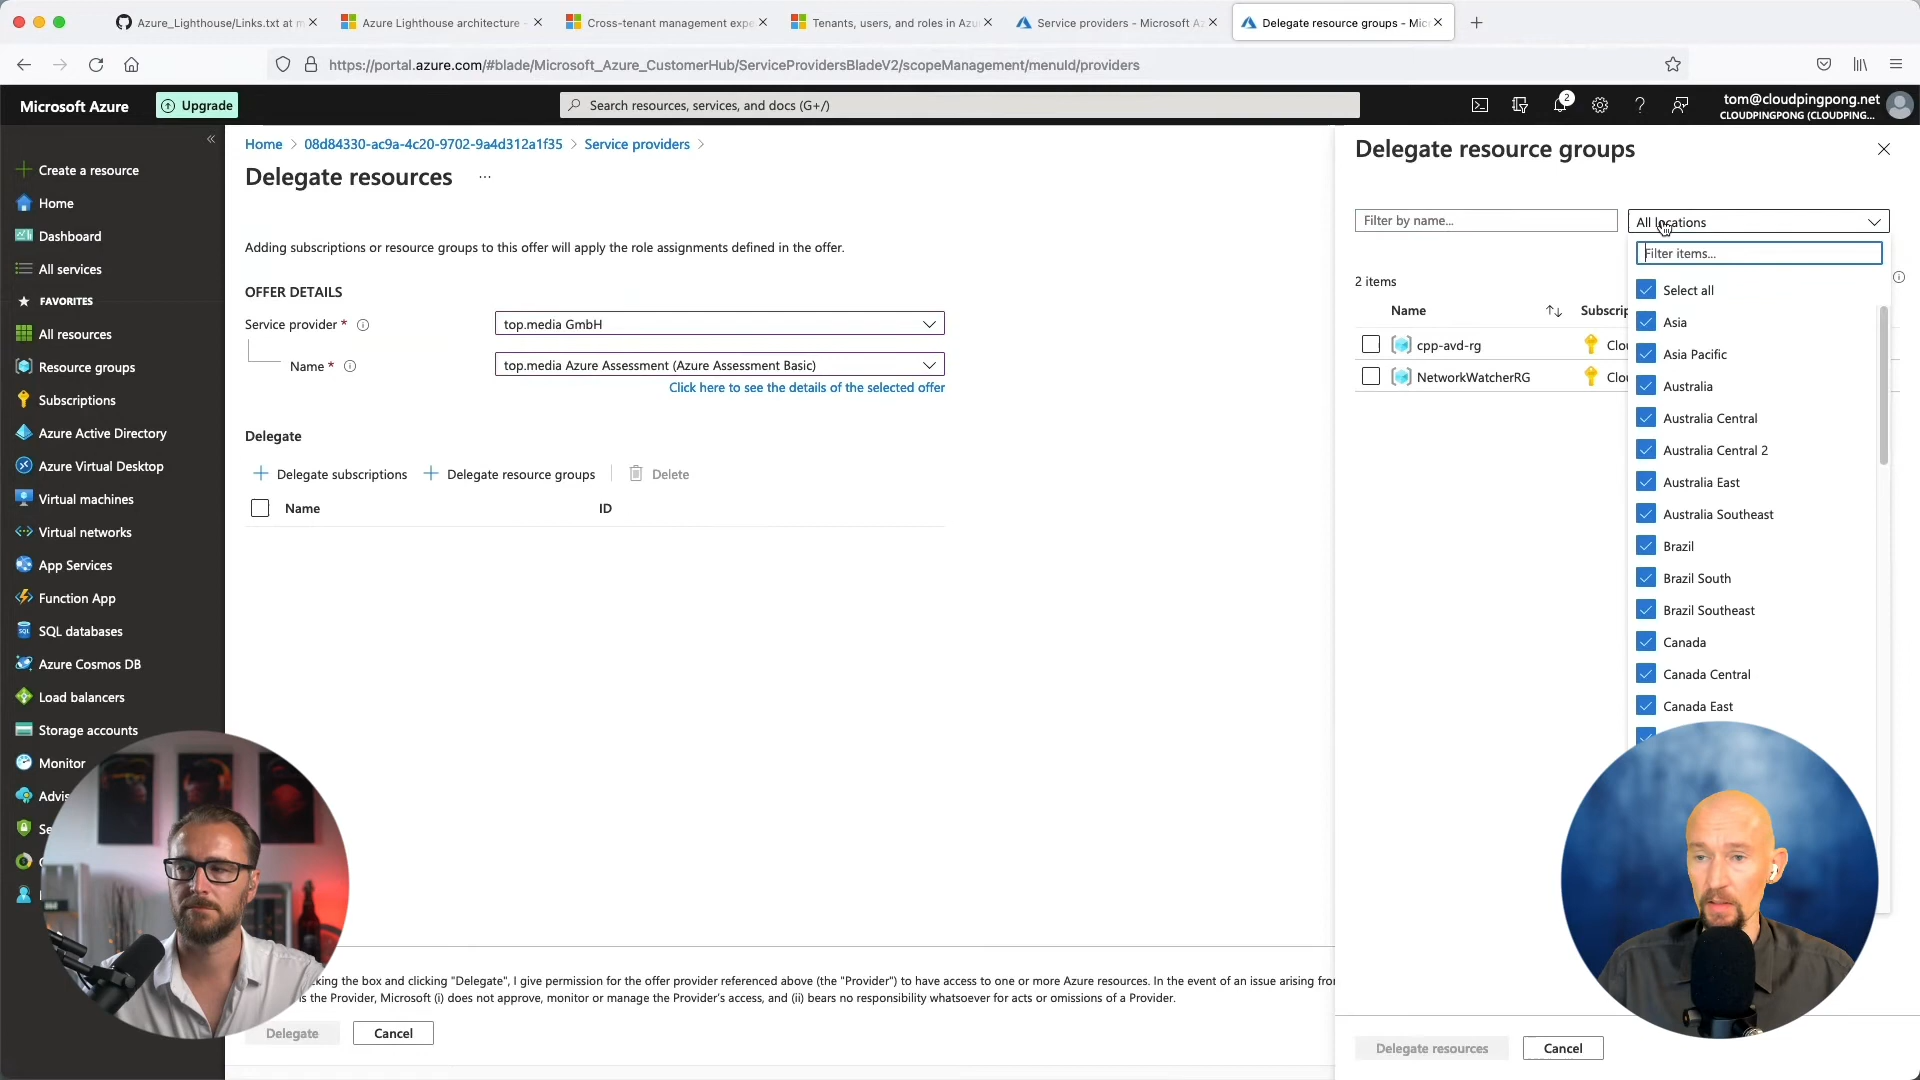 Azure_Lighthouse/Links.txt at m
Azure Lighthouse architecture -
Cross-tenant management expe
Tenants, users, and roles in Azu
Service providers - Microsoft A
Delegate resource groups - Mic
https://portal.azure.com/#blade/Microsoft_Azure_CustomerHub/ServiceProvidersBladeV2/scopeManagement/menuId/providers
Microsoft Azure
Upgrade
Search resources, services, and docs (G+/)
2
tom@cloudpingpong.net
CLOUDPINGPONG (CLOUDPING...
Create a resource
Home
Dashboard
All services
FAVORITES
All resources
Resource groups
Subscriptions
Azure Active Directory
Azure Virtual Desktop
Virtual machines
Virtual networks
App Services
Function App
SQL databases
Azure Cosmos DB
Load balancers
Storage accounts
Monitor
Advis
Se
Home > 08d84330-ac9a-4c20-9702-9a4d312a1f35 > Service providers >
Delegate resources ...
Adding subscriptions or resource groups to this offer will apply the role assignments defined in the offer.
OFFER DETAILS
Service provider *
top.media GmbH
Name *
top.media Azure Assessment (Azure Assessment Basic)
Click here to see the details of the selected offer
Delegate
Delegate subscriptions
Delegate resource groups
Delete
Name
ID
king the box and clicking "Delegate", I give permission for the offer provider referenced above (the "Provider") to have access to one or more Azure resources. In the event of an issue arising fro
is the Provider, Microsoft (i) does not approve, monitor or manage the Provider's access, and (ii) bears no responsibility whatsoever for acts or omissions of a Provider.
Delegate
Cancel
Delegate resource groups
Filter by name...
All locations
Filter items...
2 items
Name
Subscrip
cpp-avd-rg
Clou
NetworkWatcherRG
Clou
Select all
Asia
Asia Pacific
Australia
Australia Central
Australia Central 2
Australia East
Australia Southeast
Brazil
Brazil South
Brazil Southeast
Canada
Canada Central
Canada East
Delegate resources
Cancel